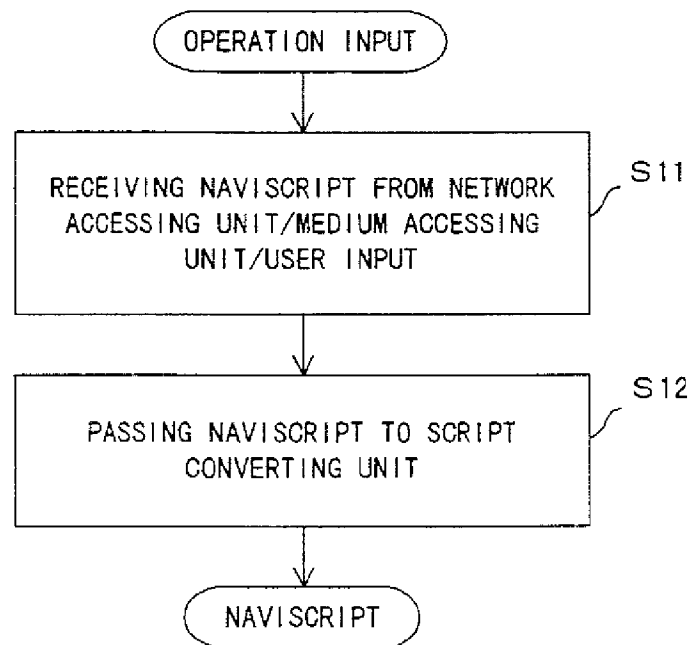 OPERATION INPUT
RECEIVING NAVISCRIPT FROM NETWORK
ACCESSING UNIT/MEDIUM ACCESSING
UNIT/USER INPUT
S11
PASSING NAVISCRIPT TO SCRIPT
CONVERTING UNIT
S12
NAVISCRIPT